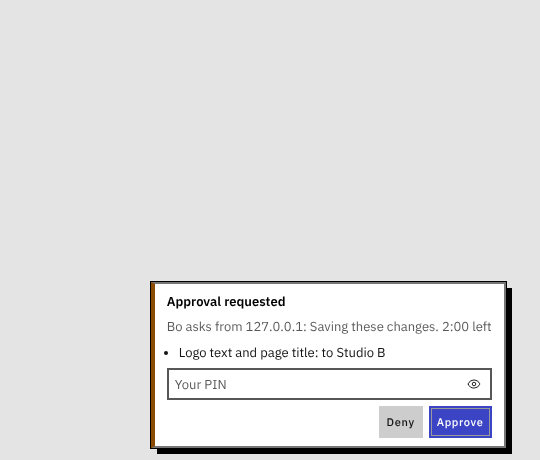 Approval requested
Bo asks from 127.0.0.1: Saving these changes. 2:00 left
Logo text and page title: to Studio B
Your PIN
Deny
Approve